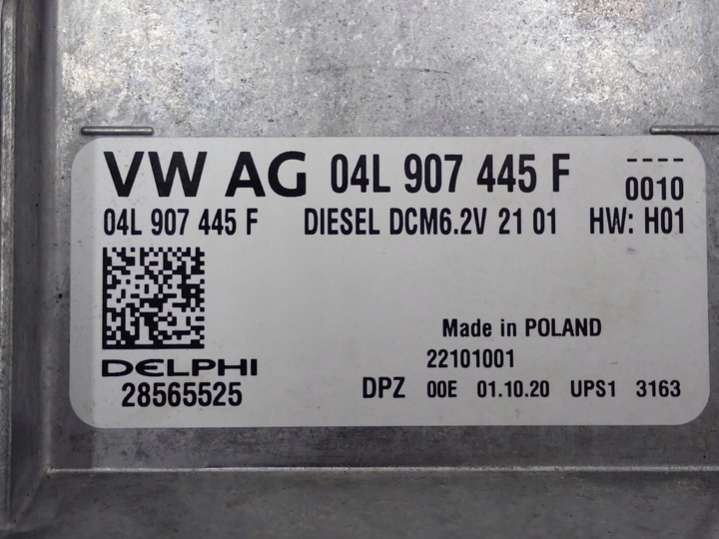 VW AG 04L 907 445 F ----
0010
04L 907 445 F DIESEL DCM6.2V 21 01 HW: H01
Made in POLAND
DELPHI 22101001
28565525 DPZ 00E 01.10.20 UPS1 3163